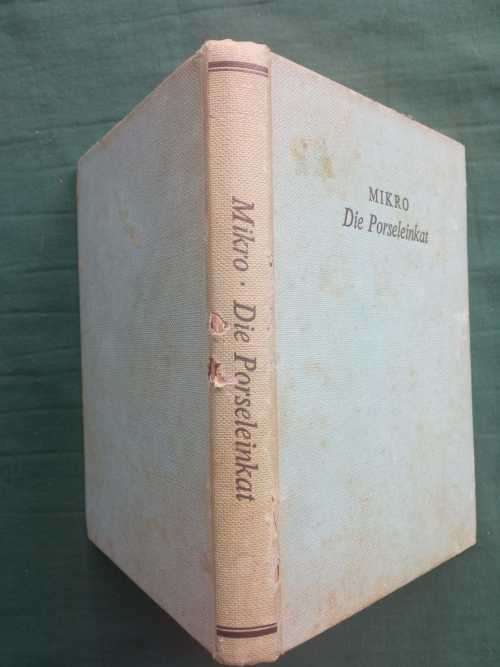 Mikro · Die Porseleinkat
MIKRO
Die Porseleinkat